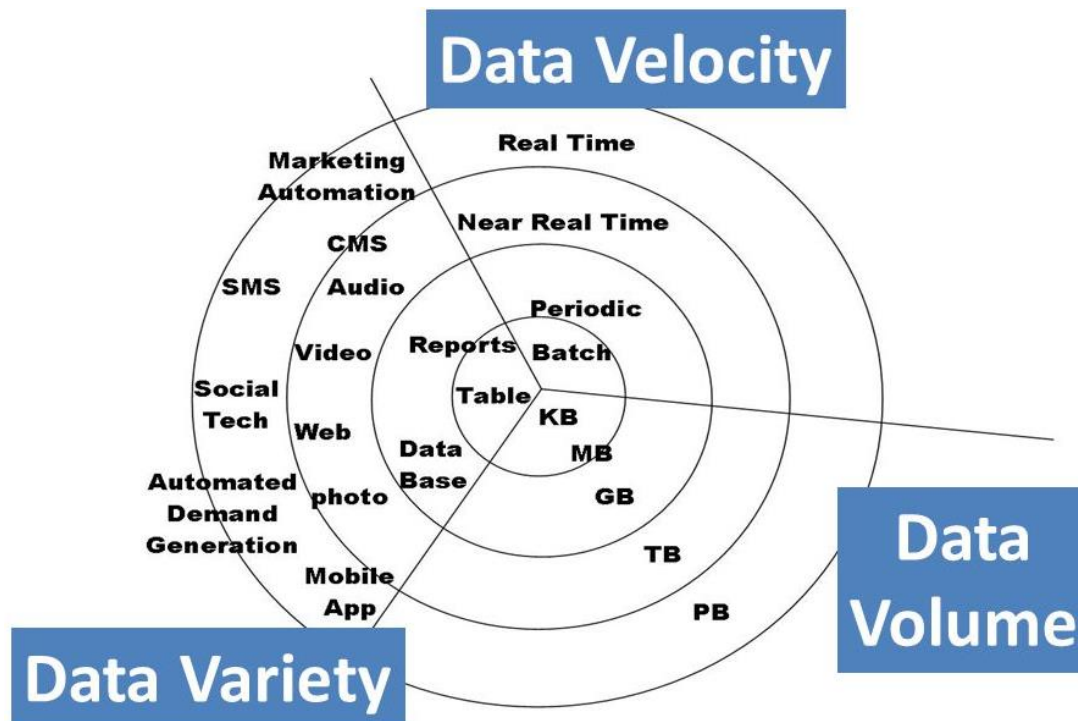 Data Velocity
Real Time
Near Real Time
Periodic
Batch
Marketing
Automation
CMS
SMS
Audio
Video
Reports
Social
Tech
Table
Web
Data
Base
Automated
Demand
Generation
photo
Mobile
App
KB
MB
GB
TB
PB
Data
Volume
Data Variety